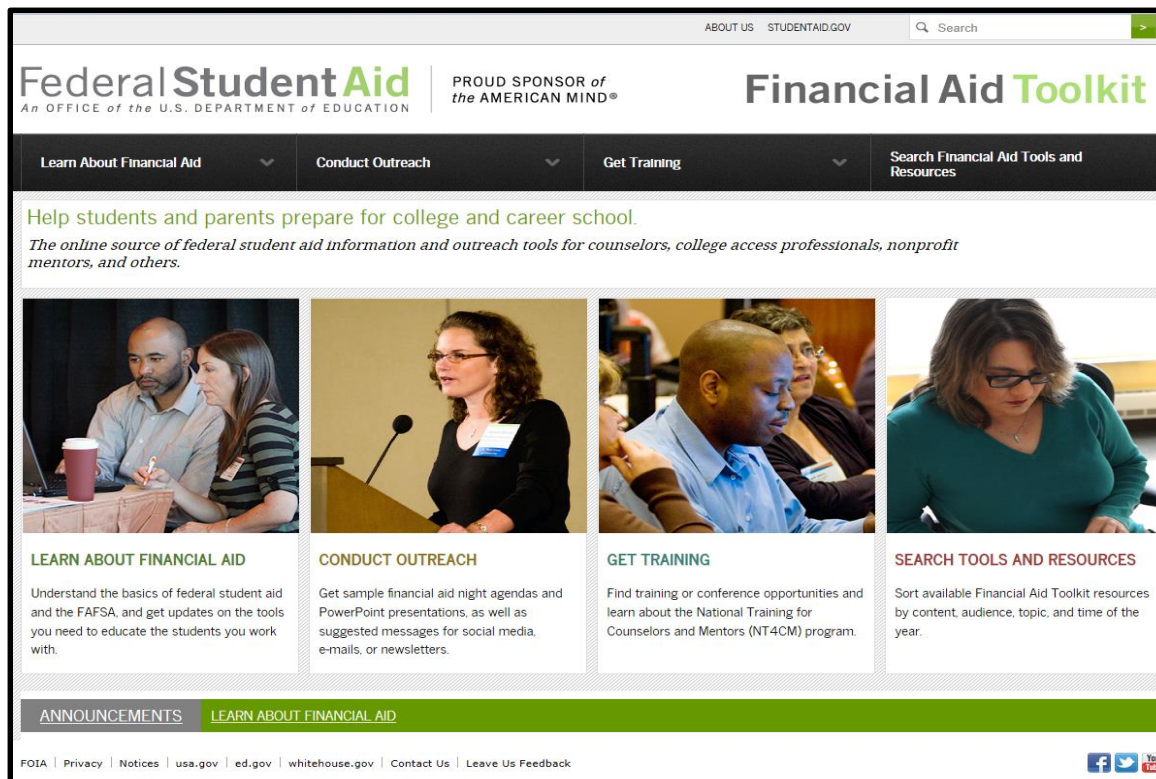 ABOUT US STUDENTAID.GOV Search >
Federal Student Aid
An OFFICE of the U.S. DEPARTMENT of EDUCATION
PROUD SPONSOR of
the AMERICAN MIND®
Financial Aid Toolkit
Learn About Financial Aid
Conduct Outreach
Get Training
Search Financial Aid Tools and
Resources
Help students and parents prepare for college and career school.
The online source of federal student aid information and outreach tools for counselors, college access professionals, nonprofit
mentors, and others.
LEARN ABOUT FINANCIAL AID
Understand the basics of federal student aid
and the FAFSA, and get updates on the tools
you need to educate the students you work
with.
CONDUCT OUTREACH
Get sample financial aid night agendas and
PowerPoint presentations, as well as
suggested messages for social media,
e-mails, or newsletters.
GET TRAINING
Find training or conference opportunities and
learn about the National Training for
Counselors and Mentors (NT4CM) program.
SEARCH TOOLS AND RESOURCES
Sort available Financial Aid Toolkit resources
by content, audience, topic, and time of the
year.
ANNOUNCEMENTS LEARN ABOUT FINANCIAL AID
FOIA | Privacy | Notices | usa.gov | ed.gov | whitehouse.gov | Contact Us | Leave Us Feedback